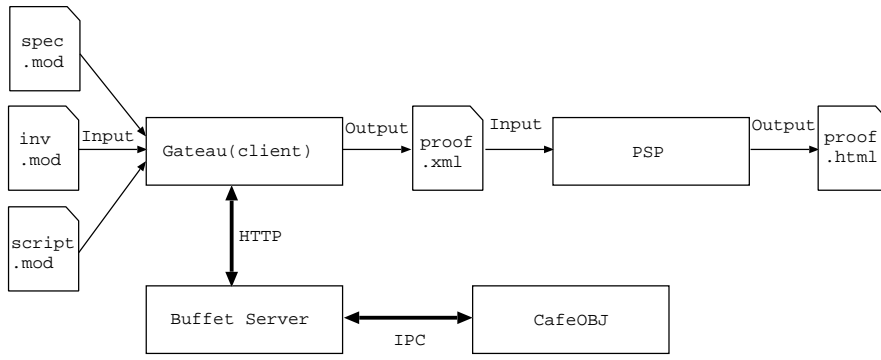 spec
.mod
inv
.mod
Input
script
.mod
Gateau(client)
Output
proof
.xml
Input
PSP
Output
proof
.html
HTTP
Buffet Server
IPC
CafeOBJ